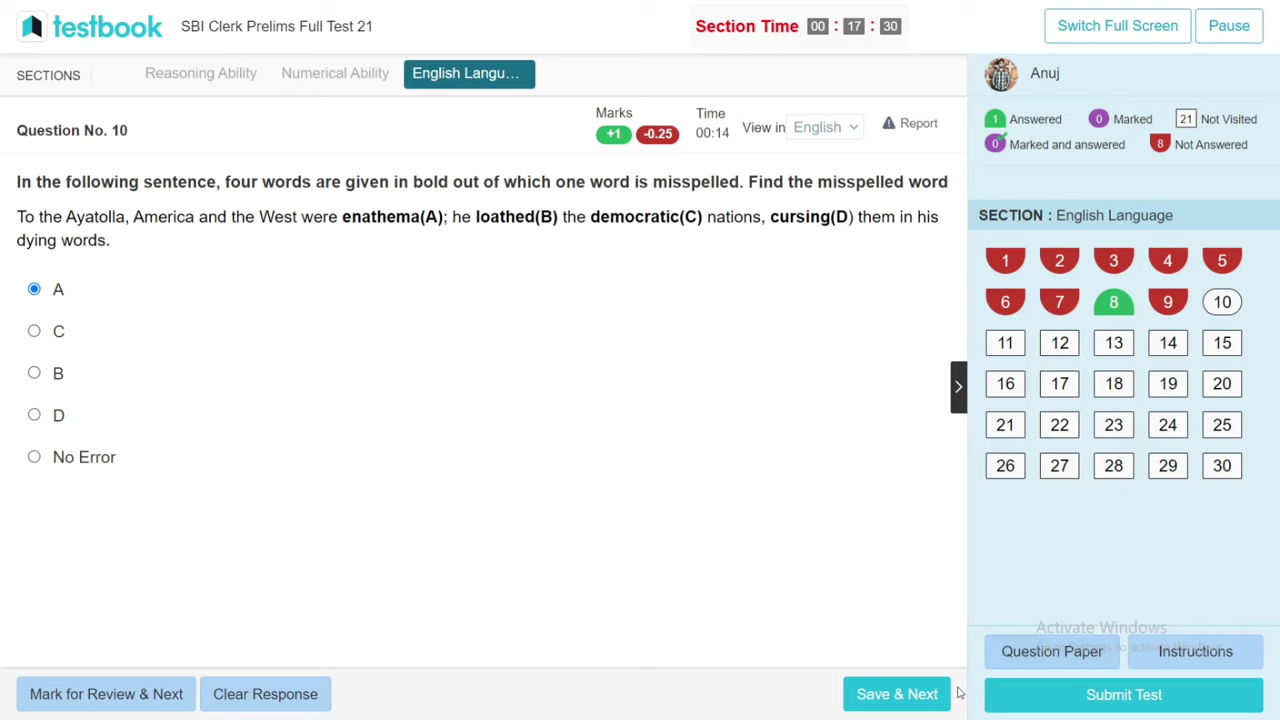 testbook SBI Clerk Prelims Full Test 21 Section Time 00 : 17 : 30 Switch Full Screen Pause
SECTIONS Reasoning Ability Numerical Ability English Langu... Anuj
Question No. 10 Marks +1 -0.25 Time 00:14 View in English Report
1 Answered 0 Marked 21 Not Visited
0 Marked and answered 8 Not Answered
In the following sentence, four words are given in bold out of which one word is misspelled. Find the misspelled word
To the Ayatolla, America and the West were enathema(A); he loathed(B) the democratic(C) nations, cursing(D) them in his
dying words.
A
C
B
D
No Error
SECTION : English Language
1 2 3 4 5
6 7 8 9 10
11 12 13 14 15
16 17 18 19 20
21 22 23 24 25
26 27 28 29 30
Activate Windows
Question Paper Instructions
Mark for Review & Next Clear Response Save & Next Submit Test